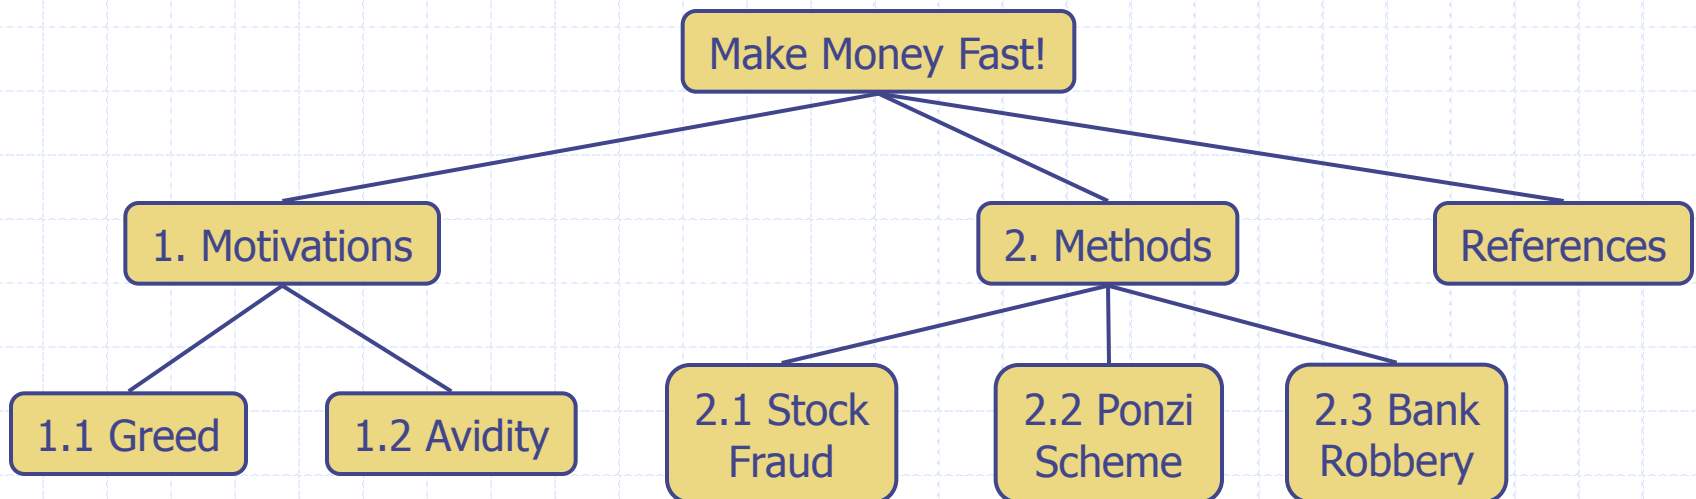 Make Money Fast!
1. Motivations
2. Methods
References
1.1 Greed
1.2 Avidity
2.1 Stock
Fraud
2.2 Ponzi
Scheme
2.3 Bank
Robbery